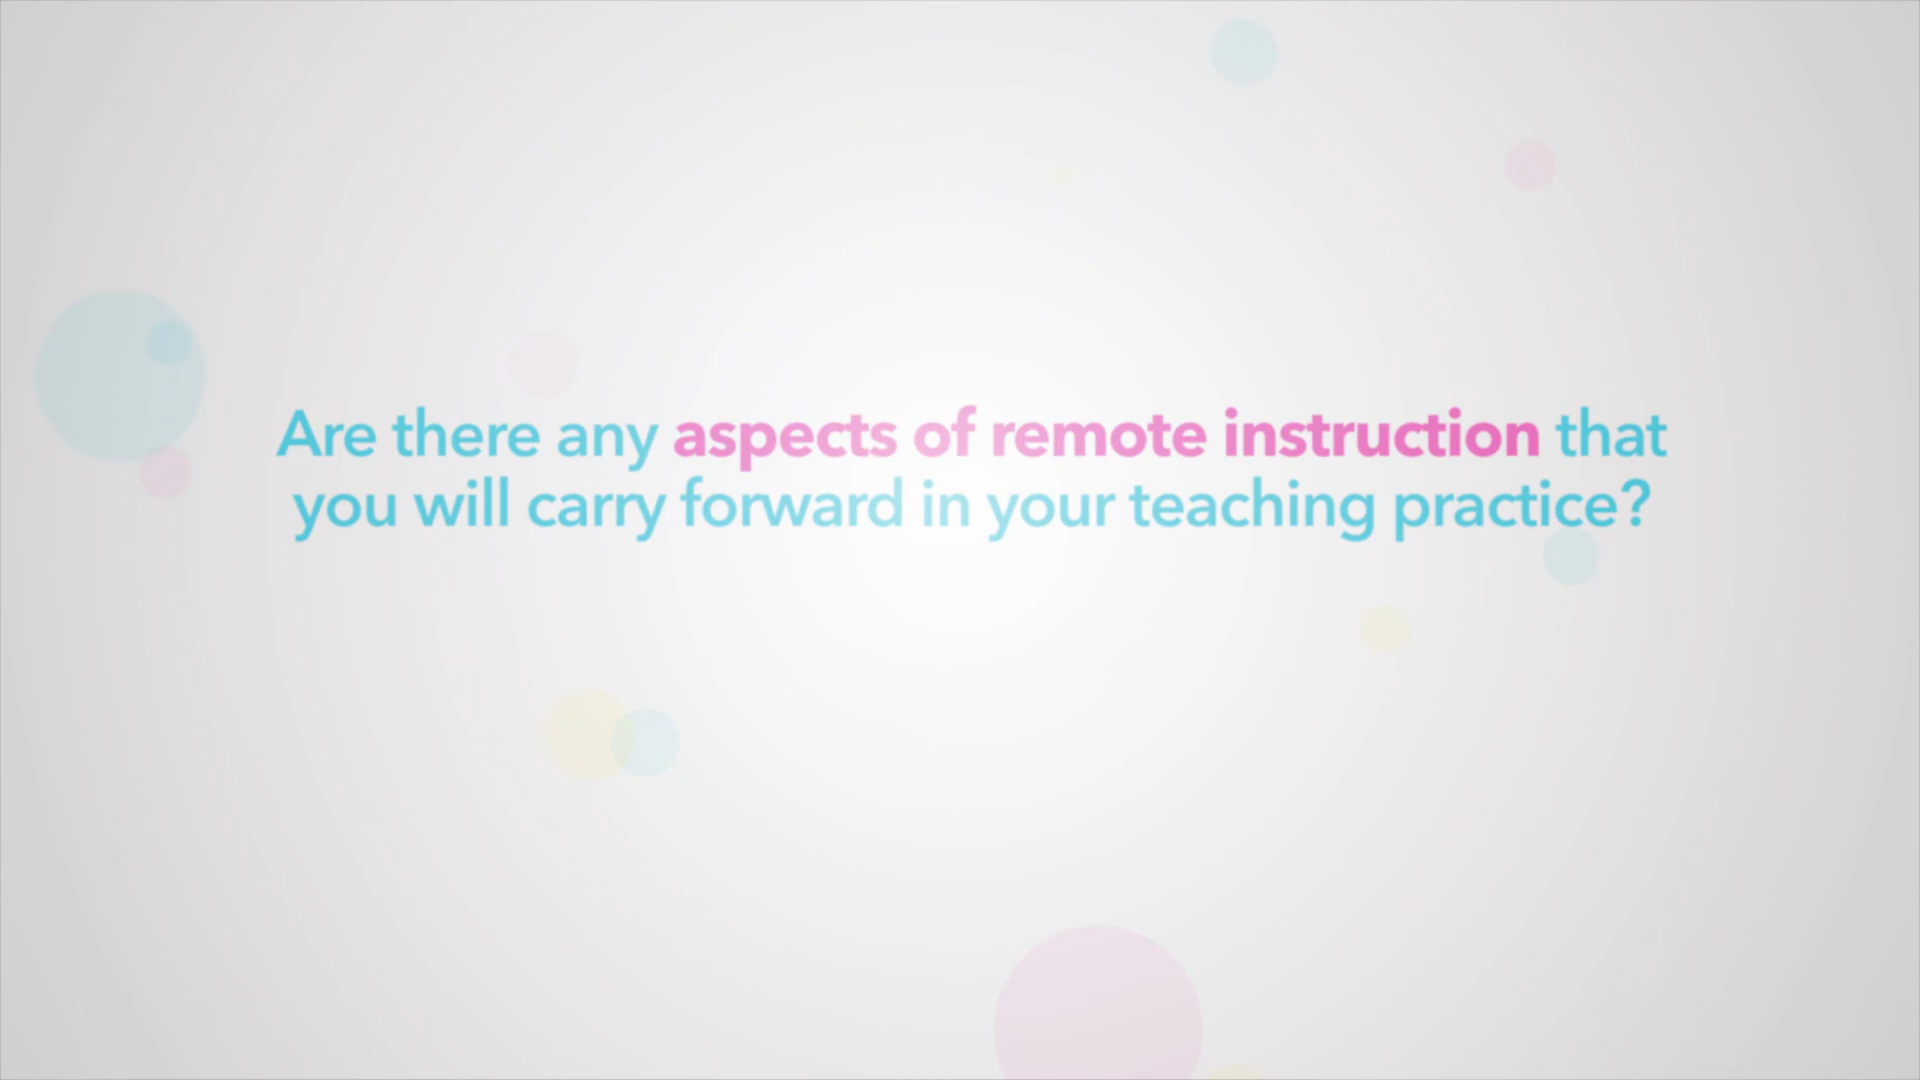 Are there any aspects of remote instruction that
you will carry forward in your teaching practice?